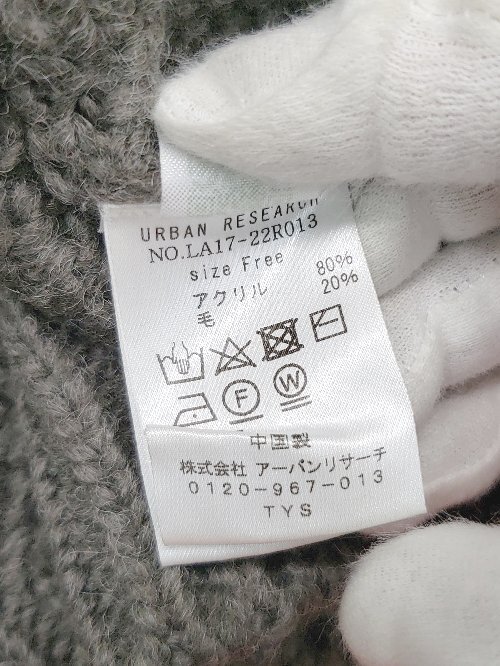 URBAN RESEARCH
NO.LA17-22R013
size Free
アクリル 80%
毛 20%
F W
中国製
株式会社 アーバンリサーチ
0120-967-013
TYS